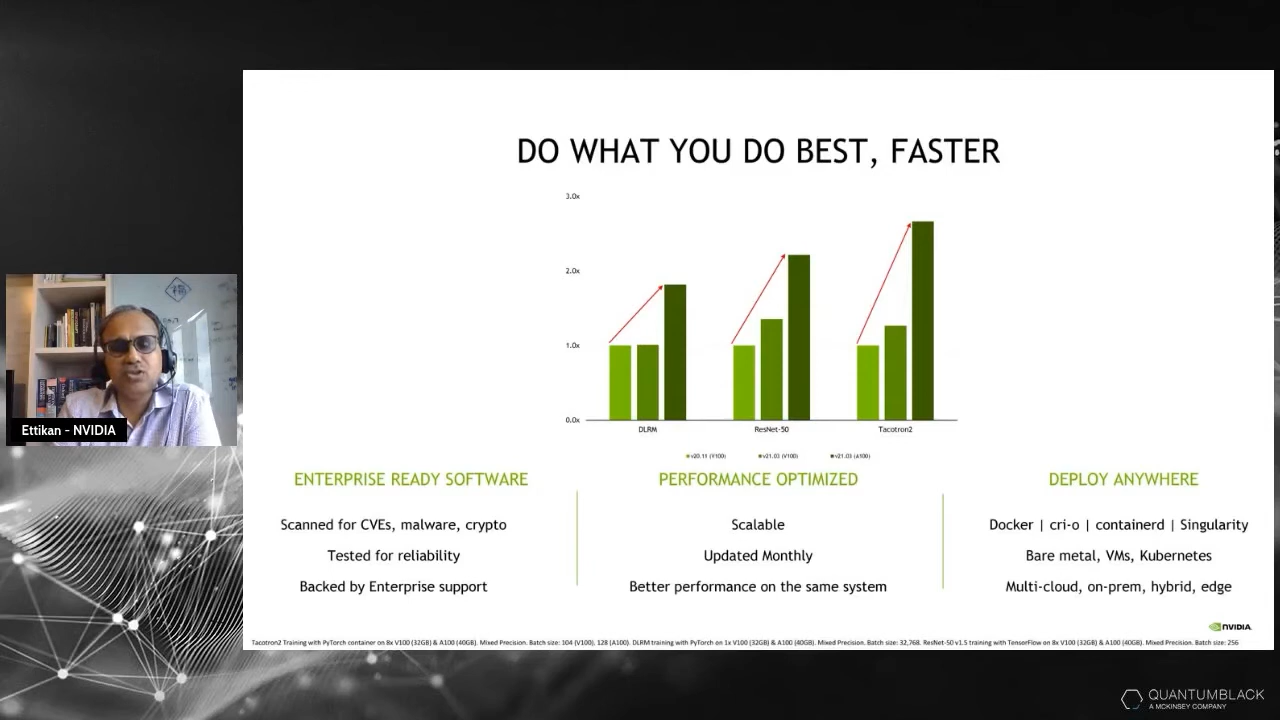 DO WHAT YOU DO BEST, FASTER
3.0x
2.0x
1.0x
0.0x
DLRM
ResNet-50
Tacotron2
v20.11 (V100)
v21.03 (V100)
v21.03 (A100)
ENTERPRISE READY SOFTWARE
Scanned for CVEs, malware, crypto
Tested for reliability
Backed by Enterprise support
PERFORMANCE OPTIMIZED
Scalable
Updated Monthly
Better performance on the same system
DEPLOY ANYWHERE
Docker | cri-o | containerd | Singularity
Bare metal, VMs, Kubernetes
Multi-cloud, on-prem, hybrid, edge
NVIDIA.
Tacotron2 Training with PyTorch container on 8x V100 (32GB) & A100 (40GB). Mixed Precision. Batch size: 104 (V100), 128 (A100). DLRM training with PyTorch on 1x V100 (32GB) & A100 (40GB). Mixed Precision. Batch size: 32,768. ResNet-50 v1.5 training with TensorFlow on 8x V100 (32GB) & A100 (40GB). Mixed Precision. Batch size: 256
Ettikan - NVIDIA
QUANTUMBLACK
A MCKINSEY COMPANY